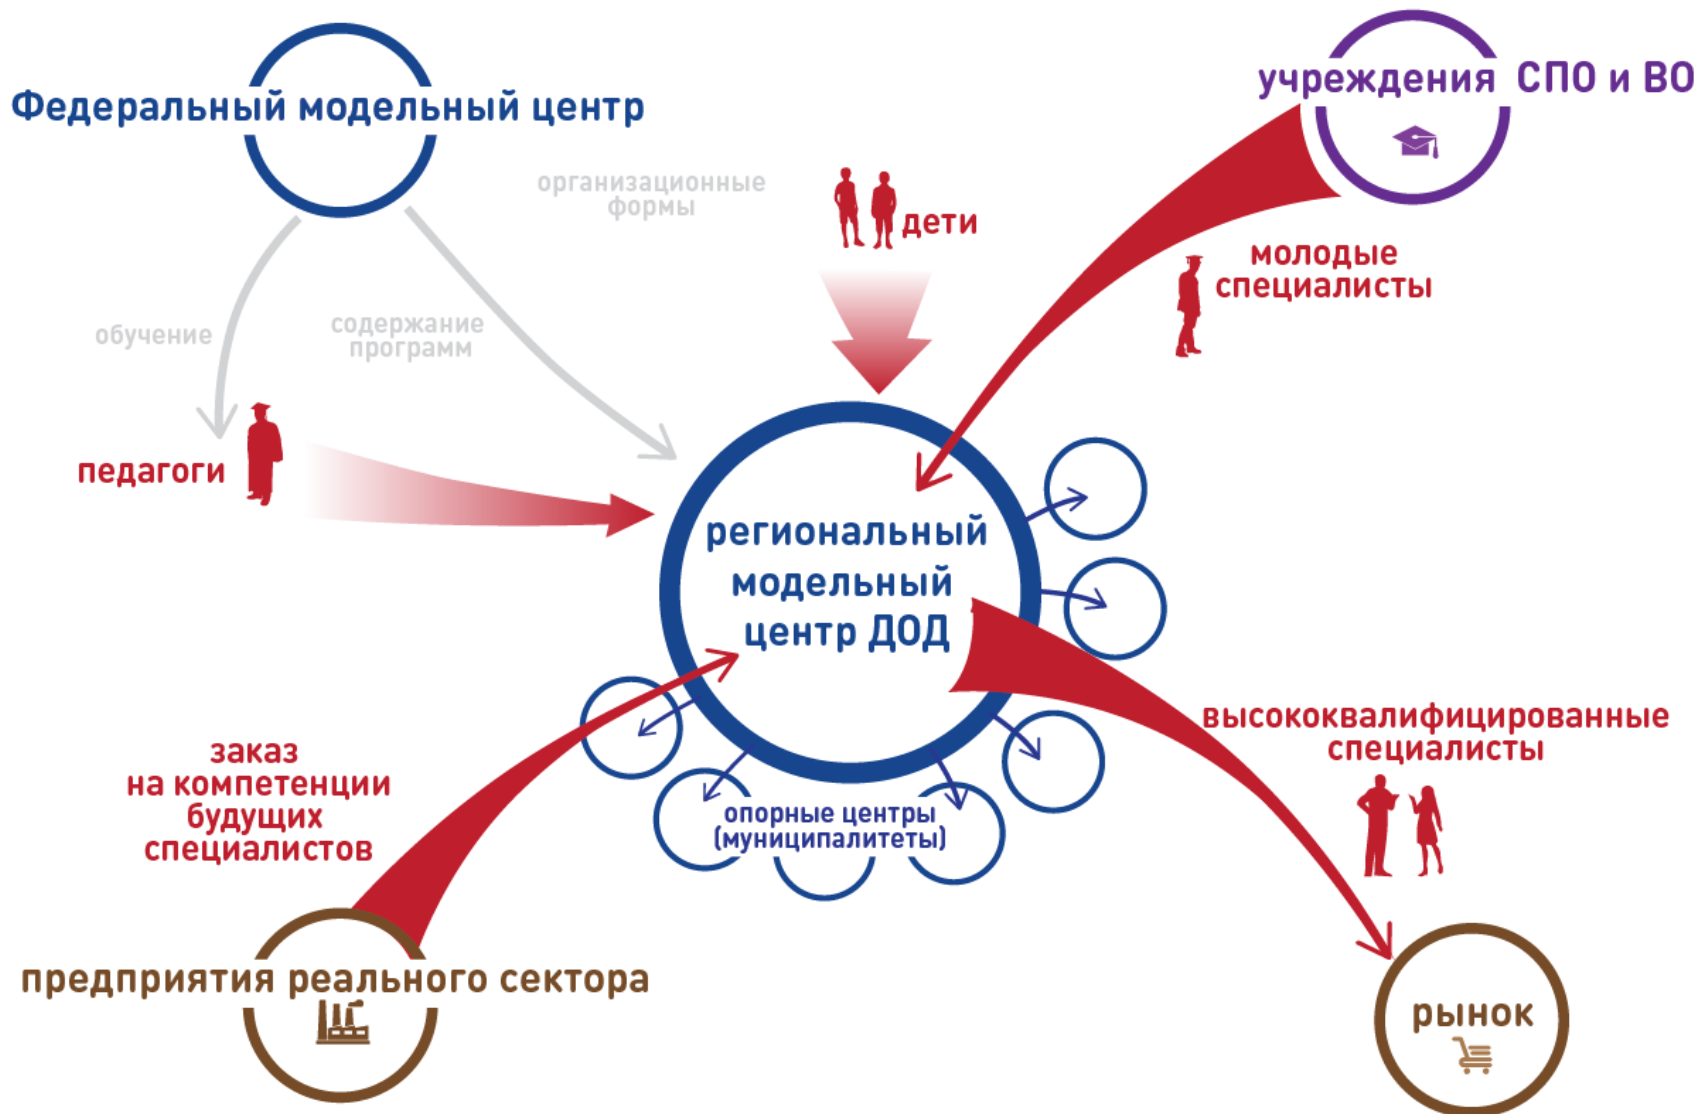 Федеральный модельный центр
учреждения СПО и ВО
организационные
формы
дети
молодые
специалисты
обучение
содержание
программ
педагоги
региональный
модельный
центр ДОД
высококвалифицированные
специалисты
заказ
на компетенции
будущих
специалистов
опорные центры
(муниципалитеты)
предприятия реального сектора
рынок